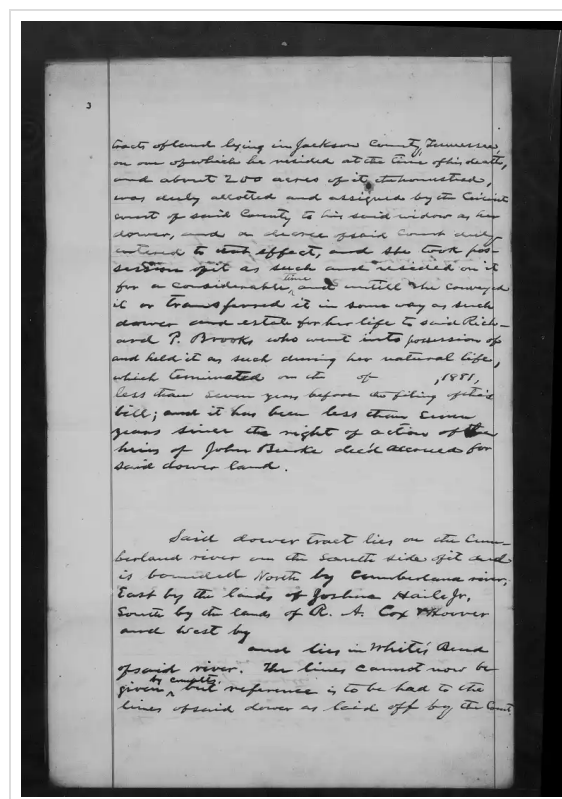 3
tracts of land lying in Jackson County, Tennessee,
on one of which he resided at the time of his death,
and about 200 acres of it, the homestead,
was duly allotted and assigned by the Circuit
court of said County to his said widow as her
dower, and a decree of said Court duly
entered to that effect, and she took pos-
session of it as such and resided on it
for a considerable time, and untill she conveyed
it or transferred it in some way as such
dower and estate for her life to said Rich-
ard P. Brooks who went into possession of
and held it as such during her natural life,
which terminated on the of , 1881,
less than seven years before the filing of this
bill; and it has been less than seven
years since the right of action of the
heirs of John Burke dec'd accrued for
said dower land.
Said dower tract lies on the Cum-
berland river on the South side of it and
is bounded North by Cumberland river,
East by the lands of Joshua Haile Jr,
South by the lands of R. A. Cox &
and West by
and lies in White's Bend
of said river. The lines cannot now be
given, by but reference is to be had to the
lines of said dower as laid off by the Court